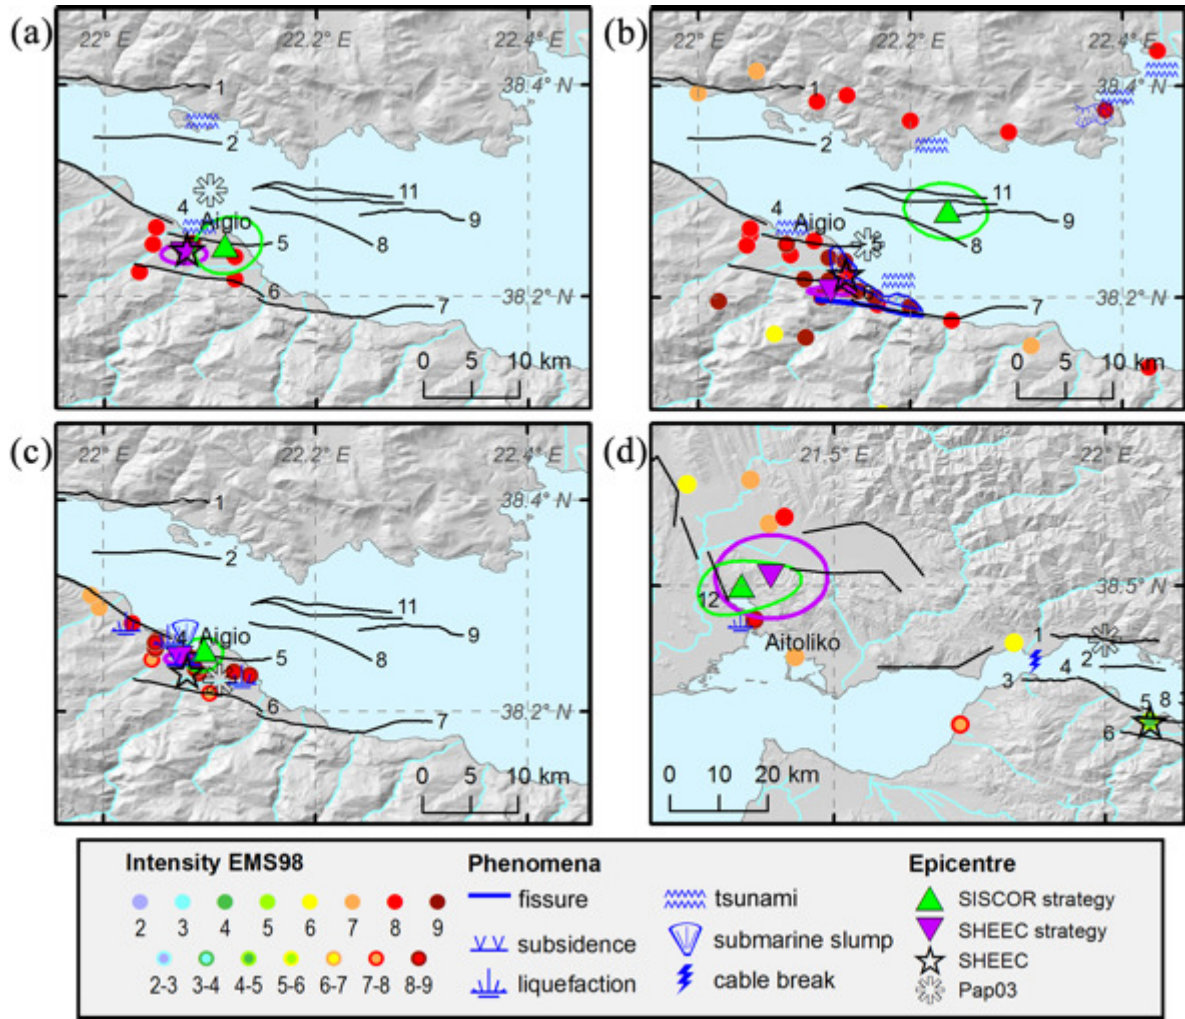 (a)
22° E
22.2° E
22.4° E
38.4° N
38.2° N
1
2
4
Aigio
5
6
7
8
9
11
0 5 10 km
(b)
22° E
22.2° E
22.4° E
38.4° N
38.2° N
1
2
4
Aigio
5
6
7
8
9
11
0 5 10 km
(c)
22° E
22.2° E
22.4° E
38.4° N
38.2° N
1
2
4
Aigio
5
6
7
8
9
11
0 5 10 km
(d)
21.5° E
22° E
38.5° N
12
Aitoliko
1
2
3
4
5 8
6
0 10 20 km
Intensity EMS98
2 3 4 5 6 7 8 9
2-3 3-4 4-5 5-6 6-7 7-8 8-9
Phenomena
fissure
subsidence
liquefaction
tsunami
submarine slump
cable break
Epicentre
SISCOR strategy
SHEEC strategy
SHEEC
Pap03